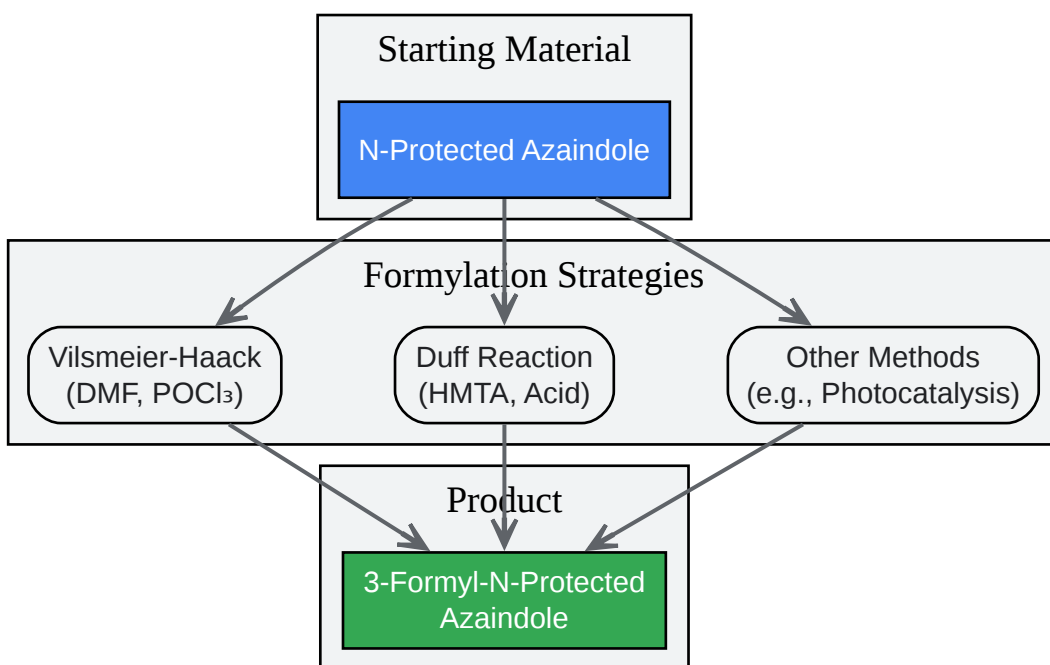 Starting Material
N-Protected Azaindole
Formylation Strategies
Vilsmeier-Haack
(DMF, POCl₃)
Duff Reaction
(HMTA, Acid)
Other Methods
(e.g., Photocatalysis)
Product
3-Formyl-N-Protected
Azaindole